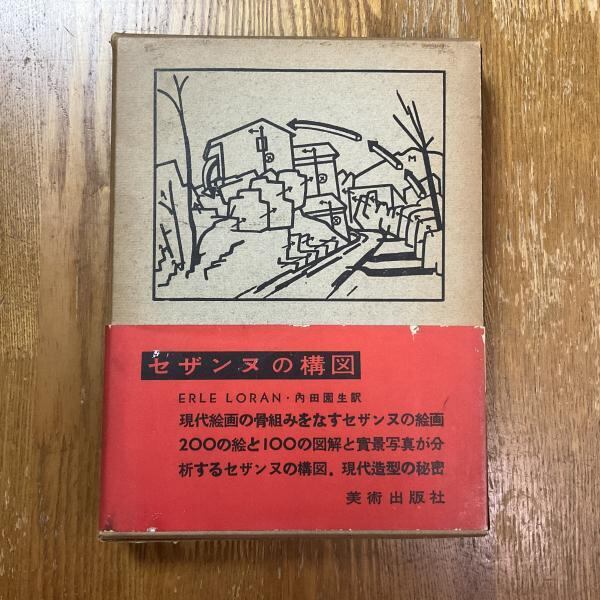 M
セザンヌの構図
ERLE LORAN・内田園生訳
現代絵画の骨組みをなすセザンヌの絵画
200の絵と100の図解と實景写真が分
析するセザンヌの構図．現代造型の秘密
美術出版社